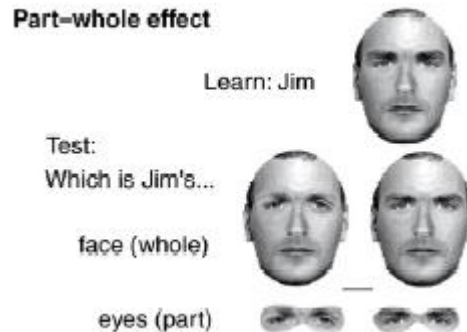 Part–whole effect
Learn: Jim
Test:
Which is Jim's...
face (whole)
eyes (part)